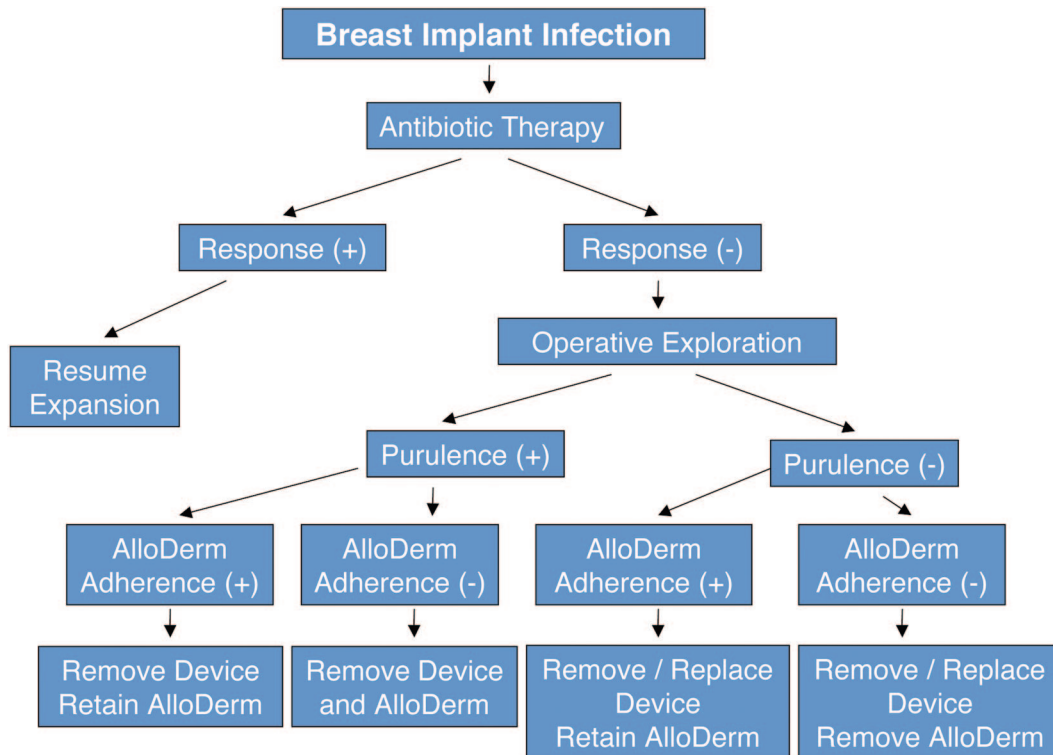 Breast Implant Infection
Antibiotic Therapy
Response (+)
Response (-)
Operative Exploration
Resume
Expansion
Purulence (+)
Purulence (-)
AlloDerm
Adherence (+)
AlloDerm
Adherence (-)
AlloDerm
Adherence (+)
AlloDerm
Adherence (-)
Remove Device
Retain AlloDerm
Remove Device
and AlloDerm
Remove / Replace
Device
Retain AlloDerm
Remove / Replace
Device
Remove AlloDerm